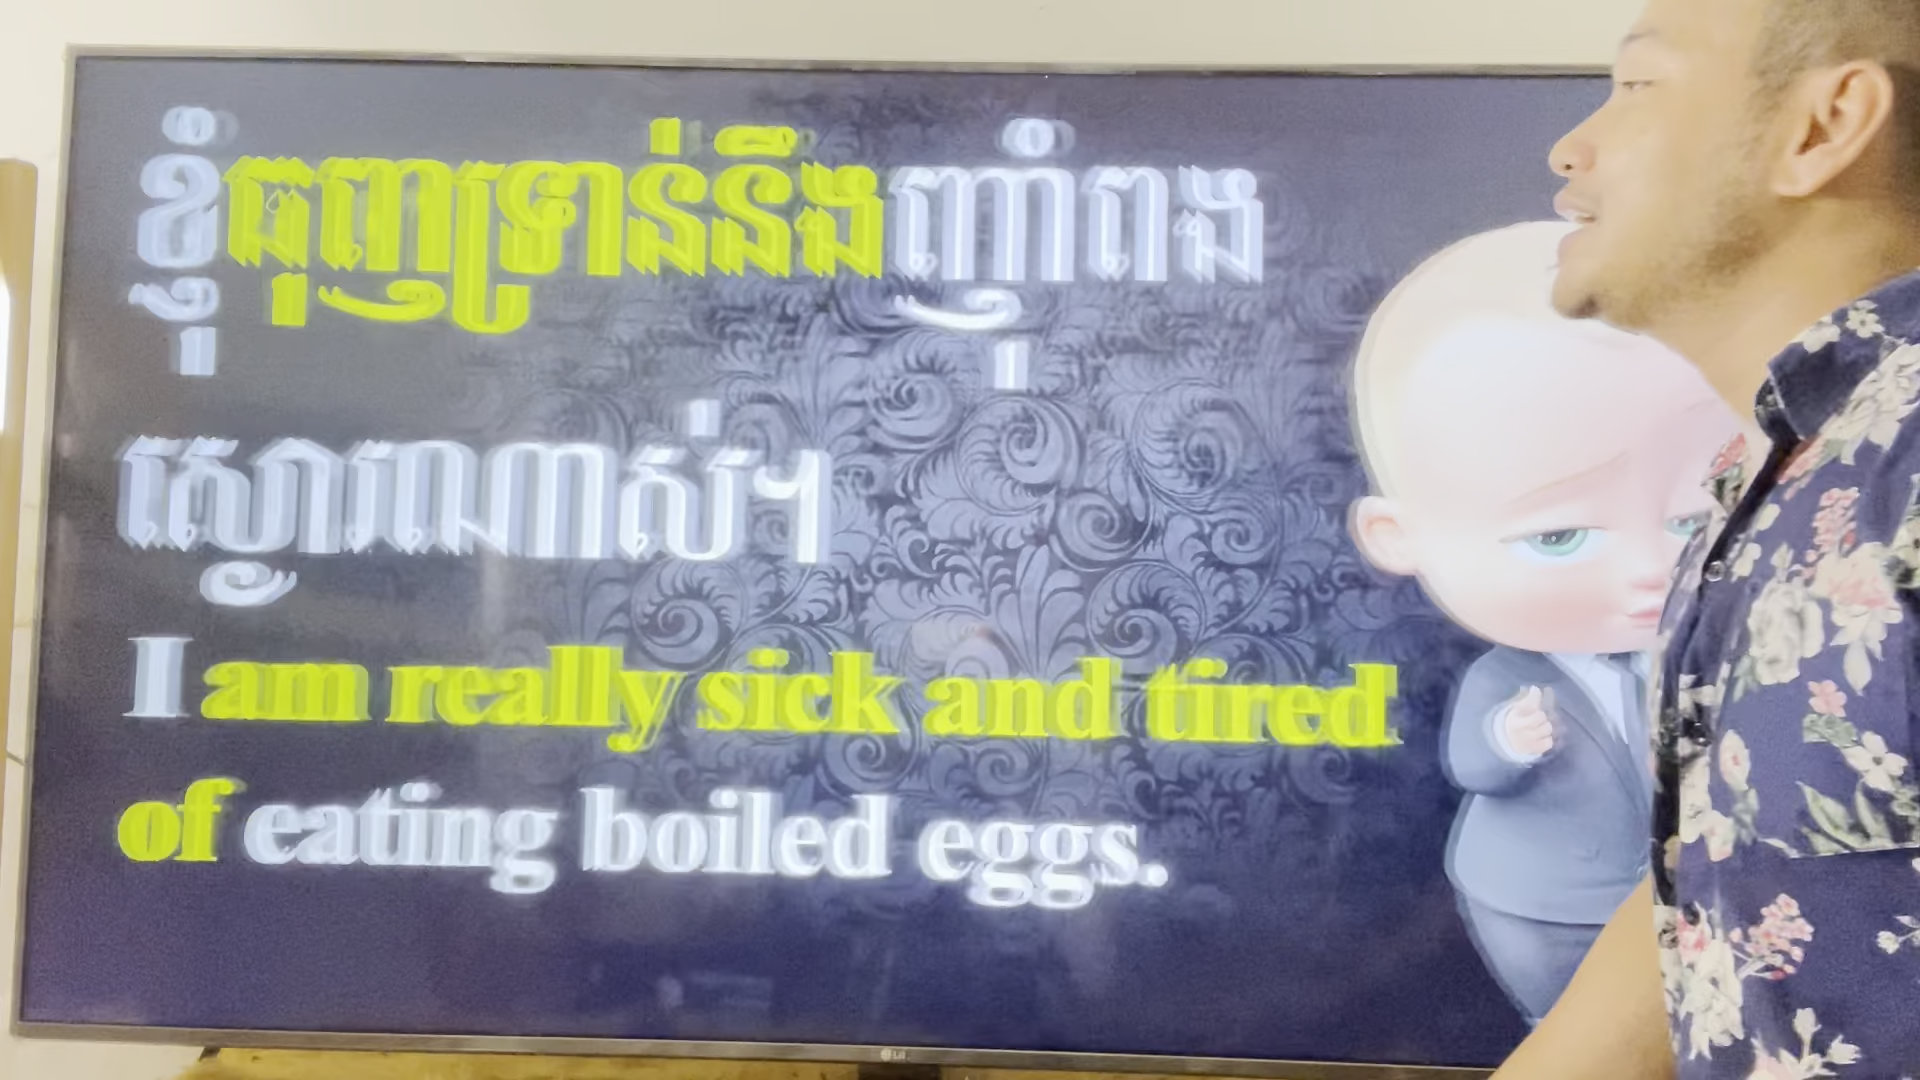 ខ្ញុំធុញទ្រាន់នឹងញ៉ាំពង
ស្ងោរណាស់។
I am really sick and tired
of eating boiled eggs.
LG